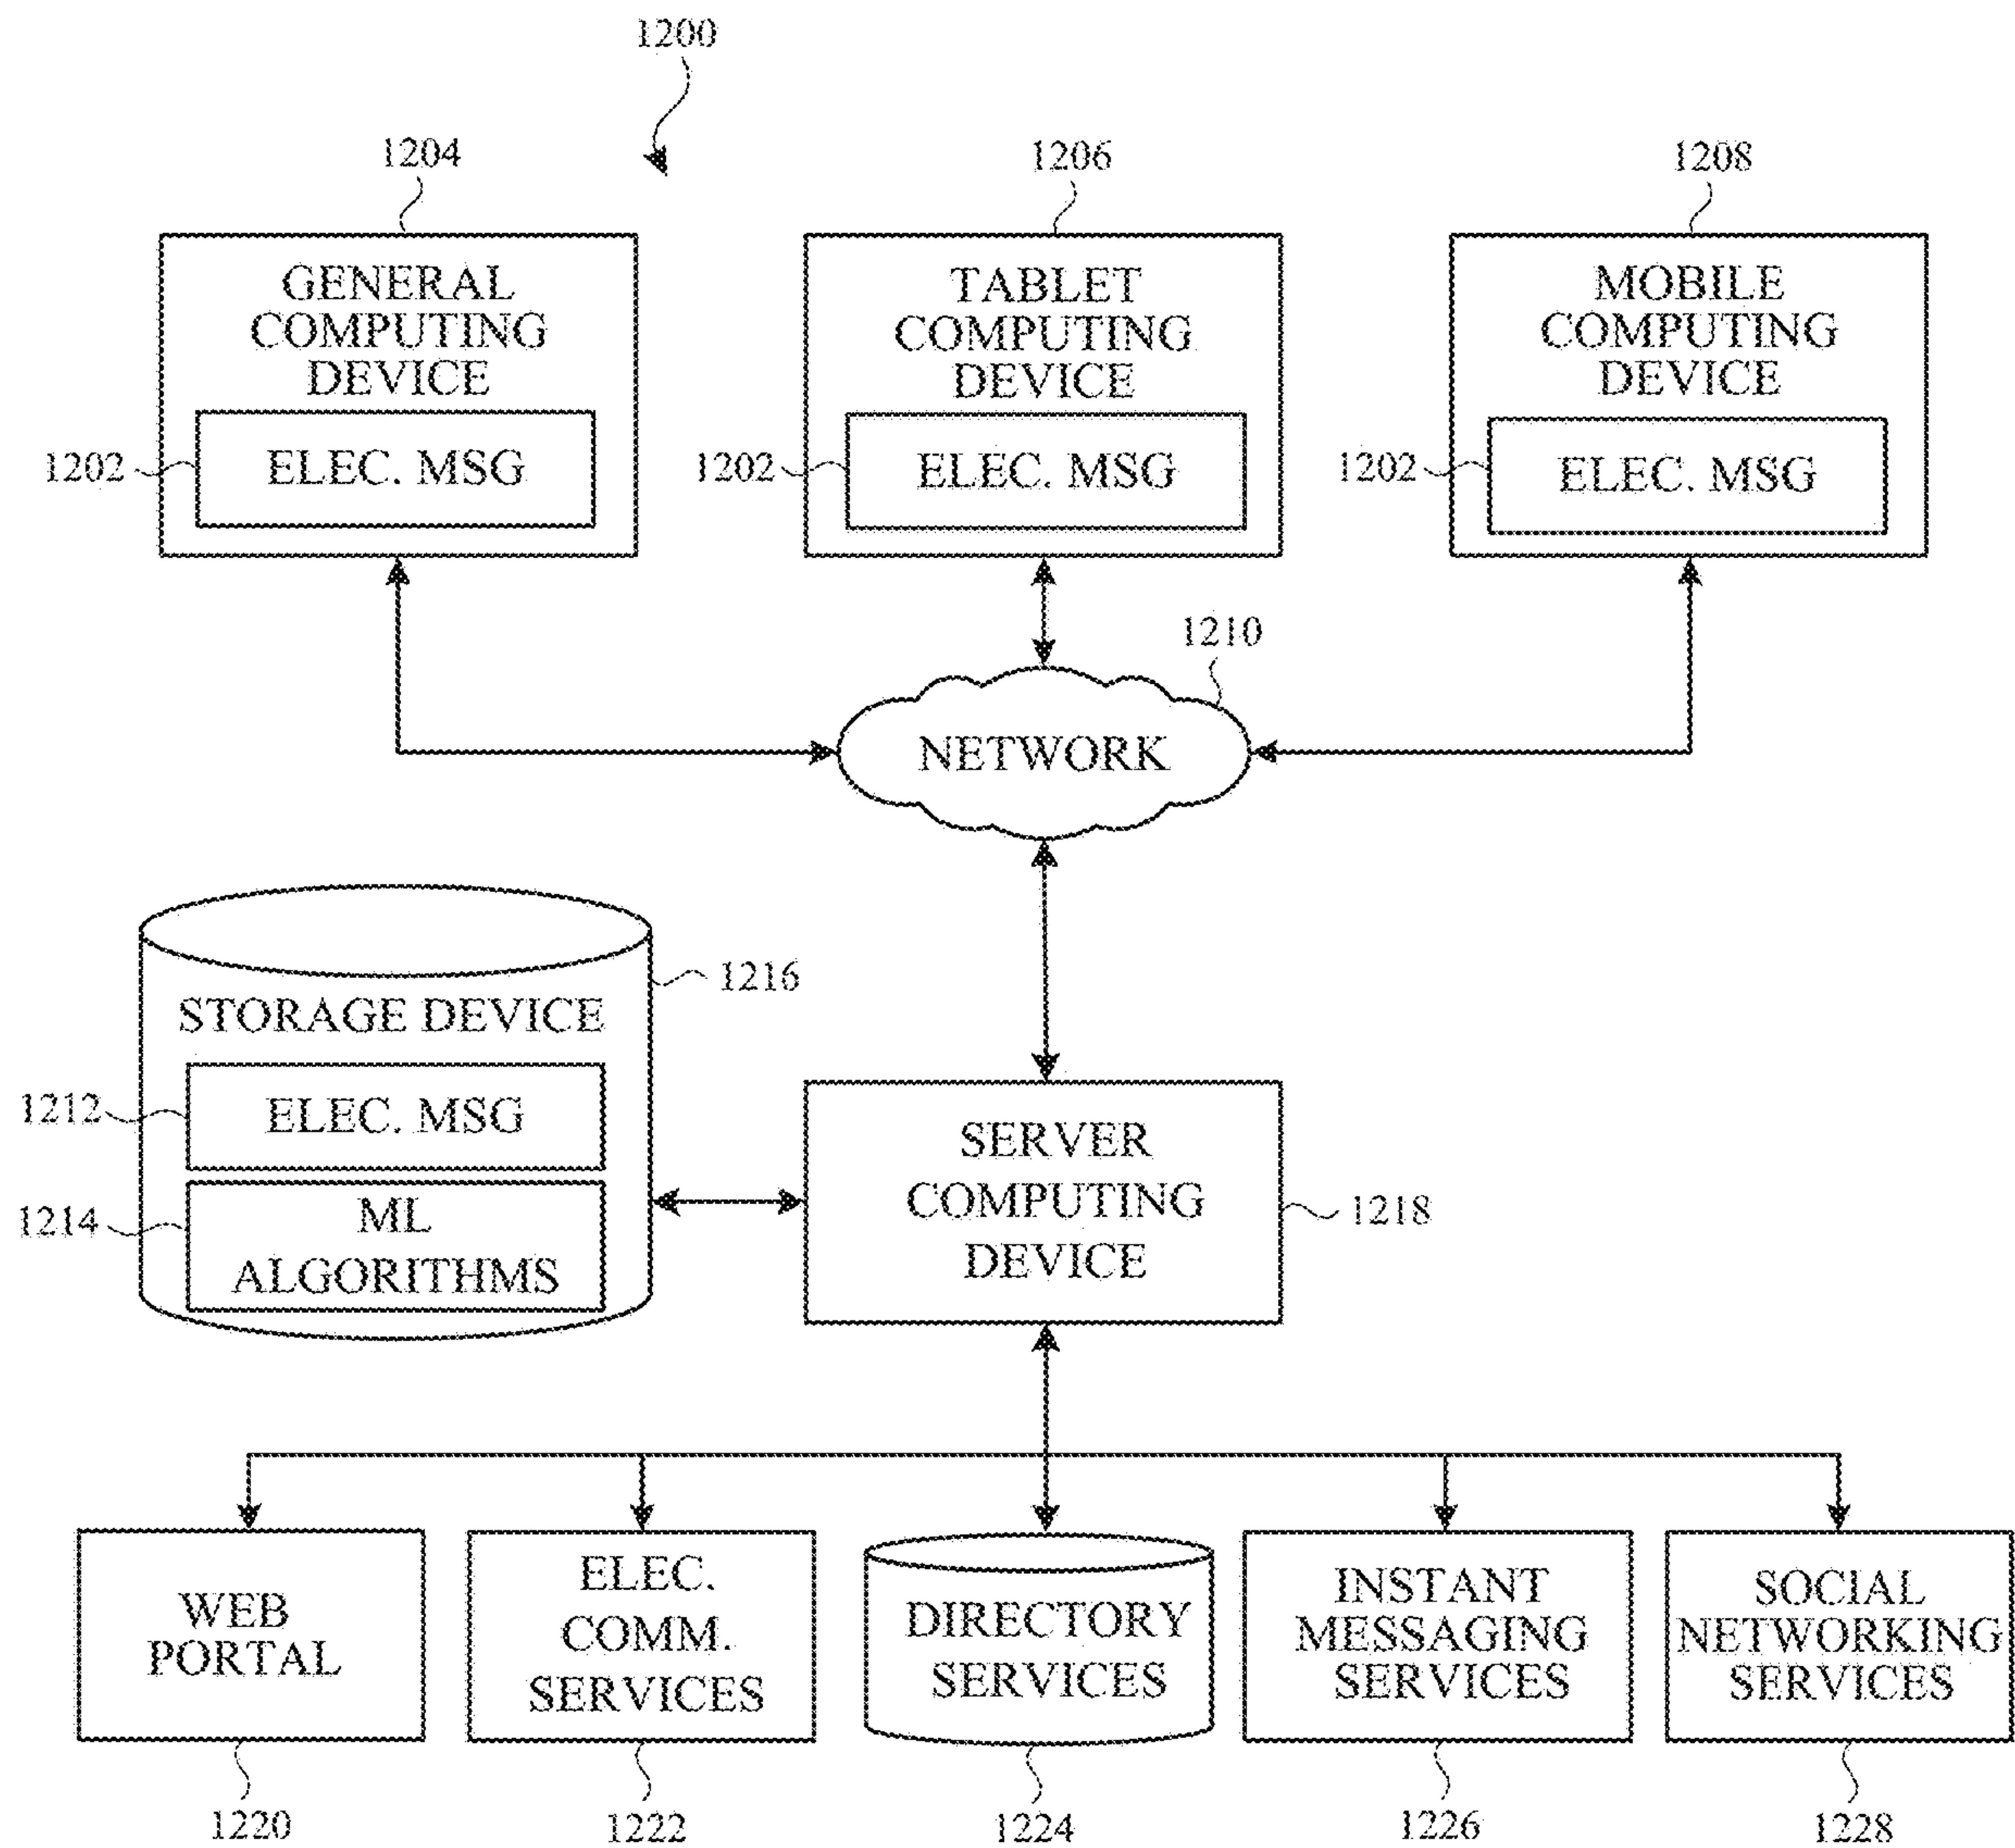 1200
1204
1206
1208
GENERAL
COMPUTING
DEVICE
TABLET
COMPUTING
DEVICE
MOBILE
COMPUTING
DEVICE
1202
ELEC. MSG
1202
ELEC. MSG
1202
ELEC. MSG
1210
NETWORK
1216
STORAGE DEVICE
1212
ELEC. MSG
1214
ML
ALGORITHMS
SERVER
COMPUTING
DEVICE
1218
WEB
PORTAL
ELEC.
COMM.
SERVICES
DIRECTORY
SERVICES
INSTANT
MESSAGING
SERVICES
SOCIAL
NETWORKING
SERVICES
1220
1222
1224
1226
1228